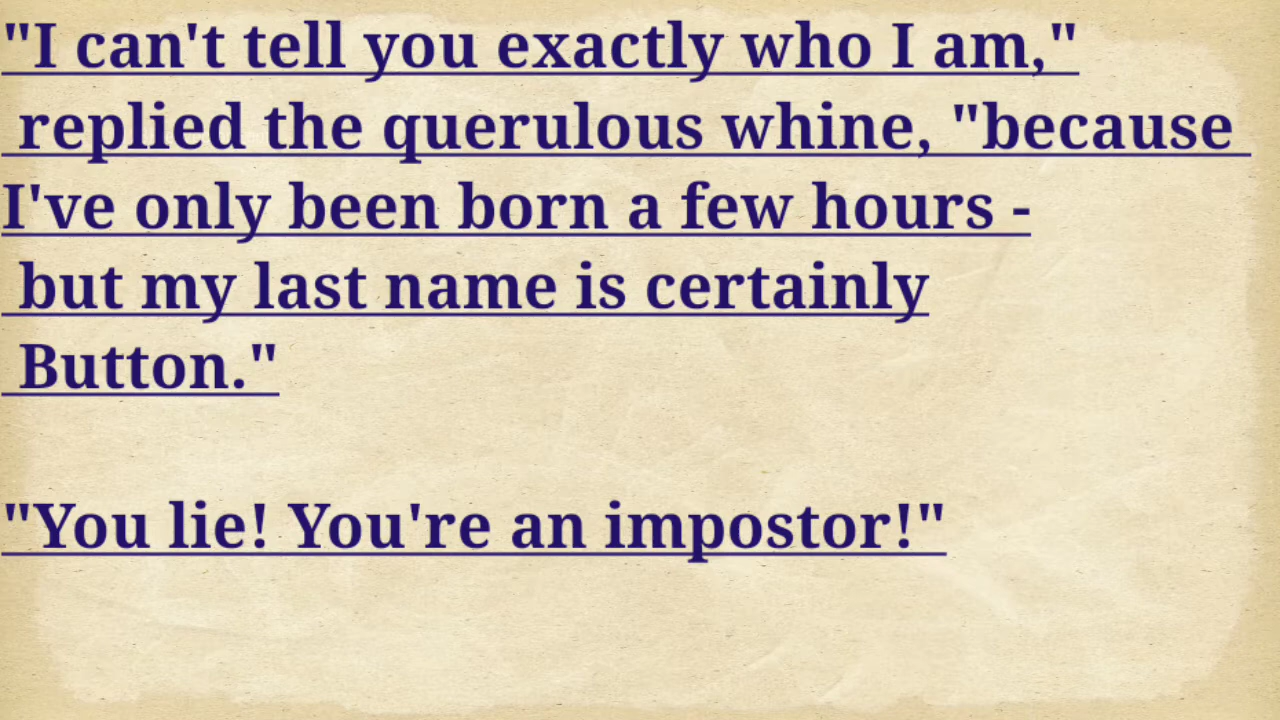 "I can't tell you exactly who I am,"
replied the querulous whine, "because
I've only been born a few hours -
but my last name is certainly
Button."
"You lie! You're an impostor!"